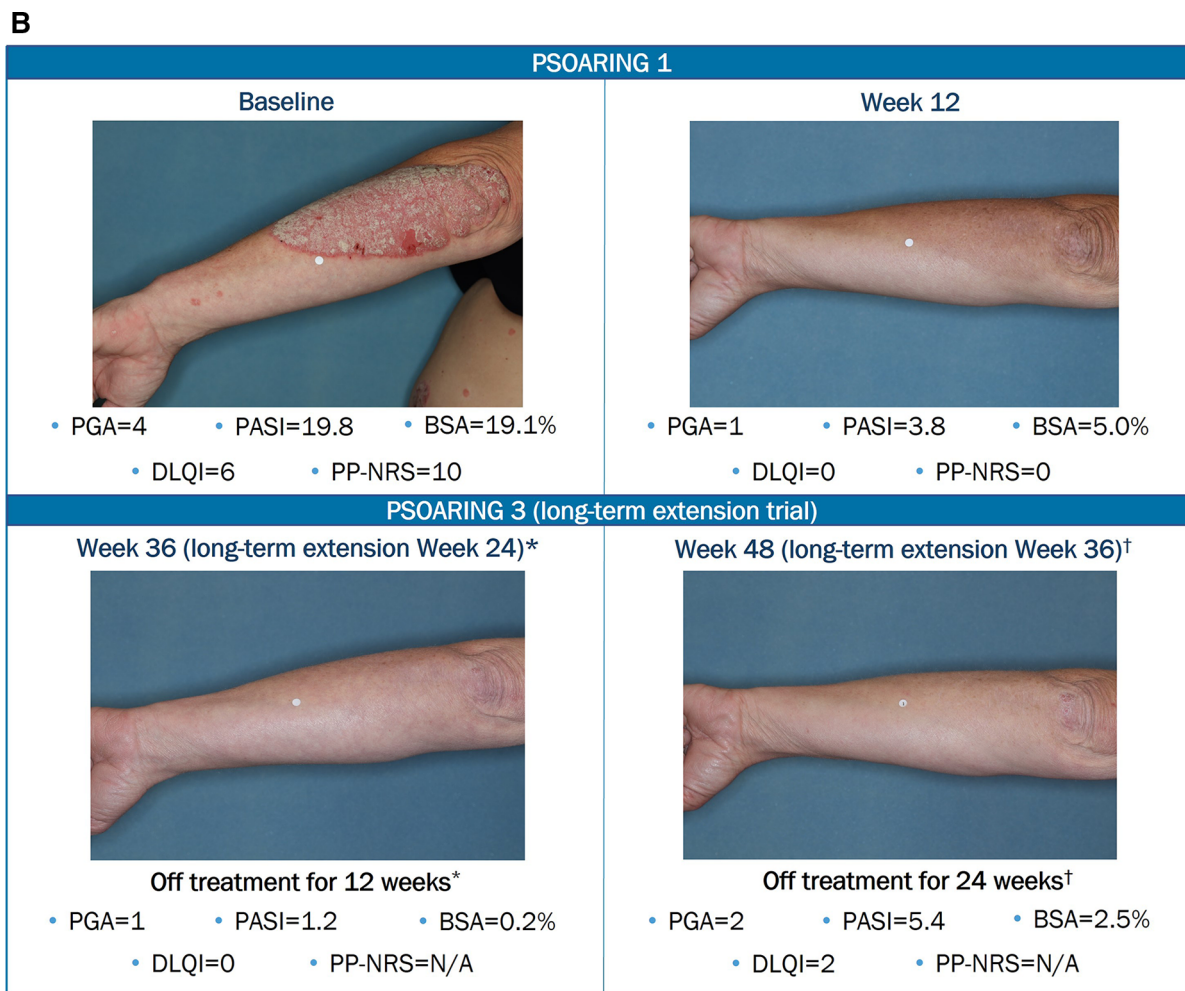 B
PSOARING 1
Baseline
Week 12
• PGA=4 • PASI=19.8 • BSA=19.1%
• DLQI=6 • PP-NRS=10
• PGA=1 • PASI=3.8 • BSA=5.0%
• DLQI=0 • PP-NRS=0
PSOARING 3 (long-term extension trial)
Week 36 (long-term extension Week 24)*
Week 48 (long-term extension Week 36)†
Off treatment for 12 weeks*
• PGA=1 • PASI=1.2 • BSA=0.2%
• DLQI=0 • PP-NRS=N/A
Off treatment for 24 weeks†
• PGA=2 • PASI=5.4 • BSA=2.5%
• DLQI=2 • PP-NRS=N/A